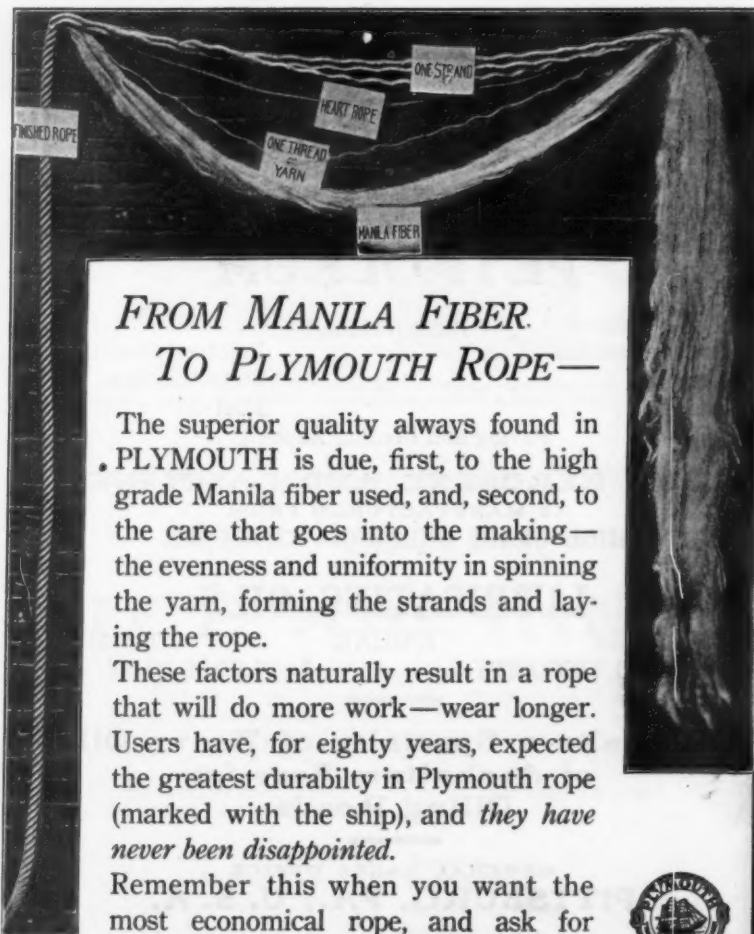 ONE STRAND
HEART ROPE
FINISHED ROPE
ONE THREAD
OR
YARN
MANILA FIBER
FROM MANILA FIBER
TO PLYMOUTH ROPE—
The superior quality always found in
PLYMOUTH is due, first, to the high
grade Manila fiber used, and, second, to
the care that goes into the making—
the evenness and uniformity in spinning
the yarn, forming the strands and lay-
ing the rope.
These factors naturally result in a rope
that will do more work—wear longer.
Users have, for eighty years, expected
the greatest durabilty in Plymouth rope
(marked with the ship), and they have
never been disappointed.
Remember this when you want the
most economical rope, and ask for
PLYMOUTH